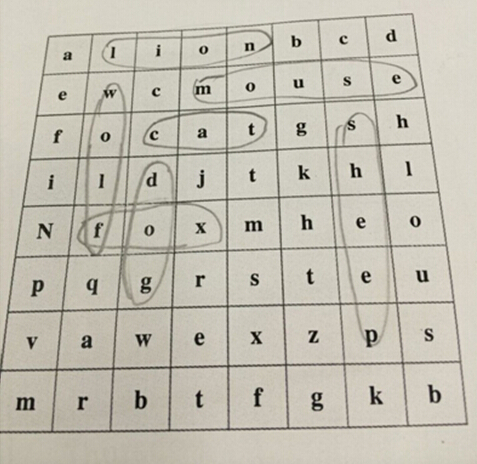 a l i o n b c d
e w c m o u s e
f o c a t g s h
i l d j t k h l
N f o x m h e o
p q g r s t e u
v a w e x z p s
m r b t f g k b